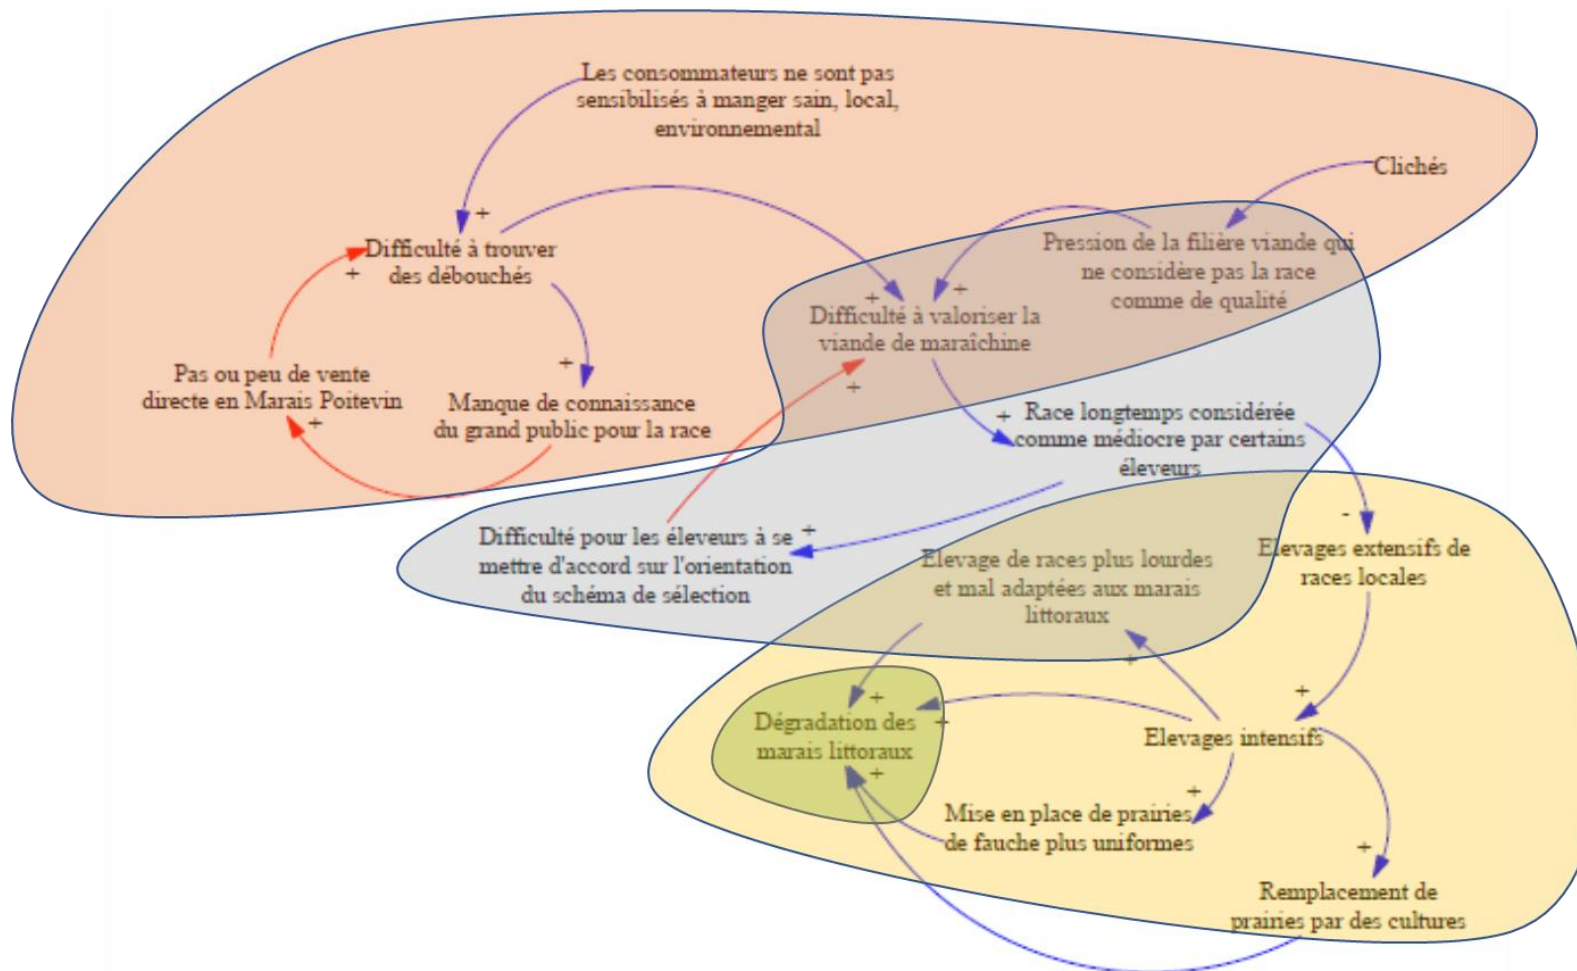 Les consommateurs ne sont pas
sensibilisés à manger sain, local,
environnemental
Clichés
+
Difficulté à trouver
des débouchés
+
Pression de la filière viande qui
ne considère pas la race
comme de qualité
+
+
Difficulté à valoriser la
viande de maraîchine
+
+
Pas ou peu de vente
directe en Marais Poitevin
+
Manque de connaissance
du grand public pour la race
+
Race longtemps considérée
comme médiocre par certains
éleveurs
-
Elevages extensifs de
races locales
+
Difficulté pour les éleveurs à se
mettre d'accord sur l'orientation
du schéma de sélection
Elevage de races plus lourdes
et mal adaptées aux marais
littoraux
+
+
+
Dégradation des
marais littoraux
+
+
Elevages intensifs
+
Mise en place de prairies
de fauche plus uniformes
+
Remplacement de
prairies par des cultures